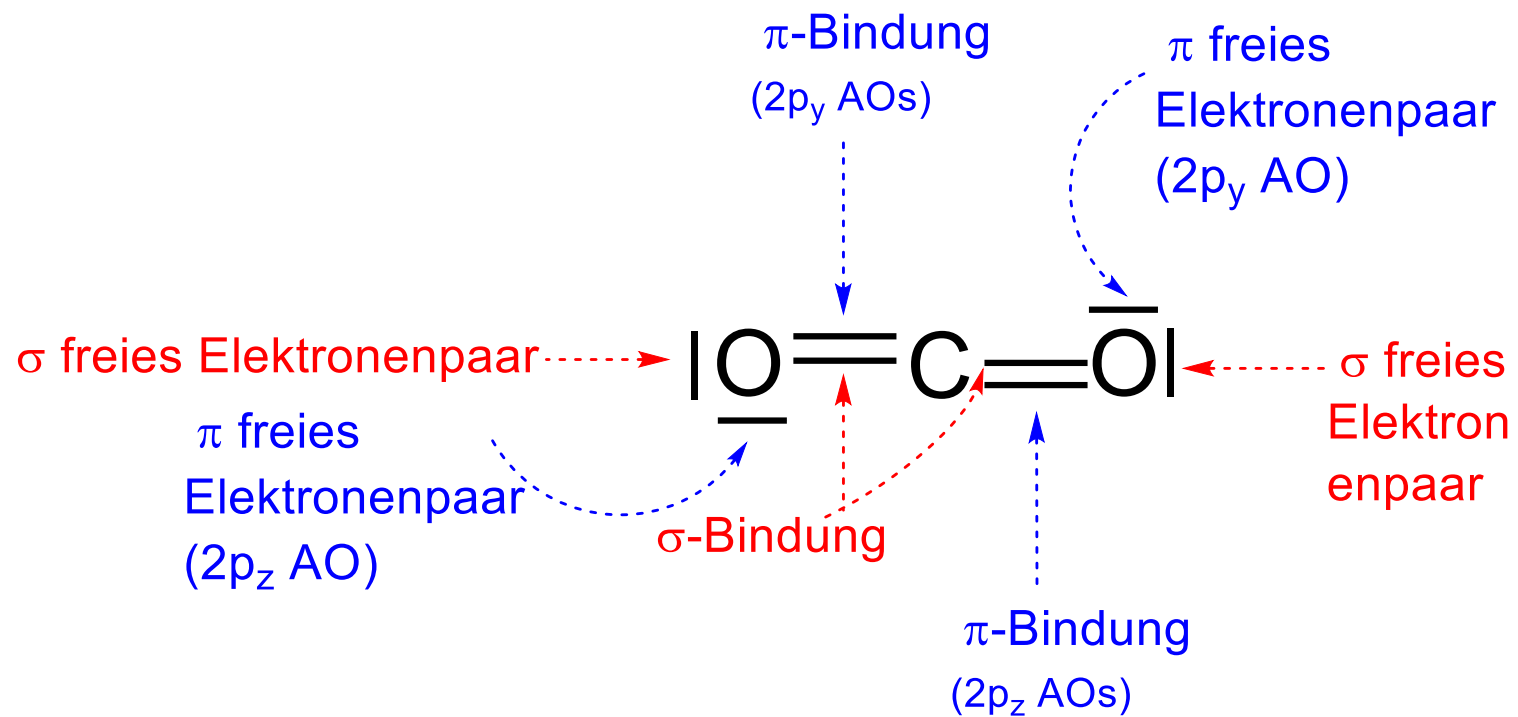 π-Bindung
(2py AOs)
π freies
Elektronenpaar
(2py AO)
σ freies Elektronenpaar
|O=C=O|
σ freies
Elektron
enpaar
π freies
Elektronenpaar
(2pz AO)
σ-Bindung
π-Bindung
(2pz AOs)